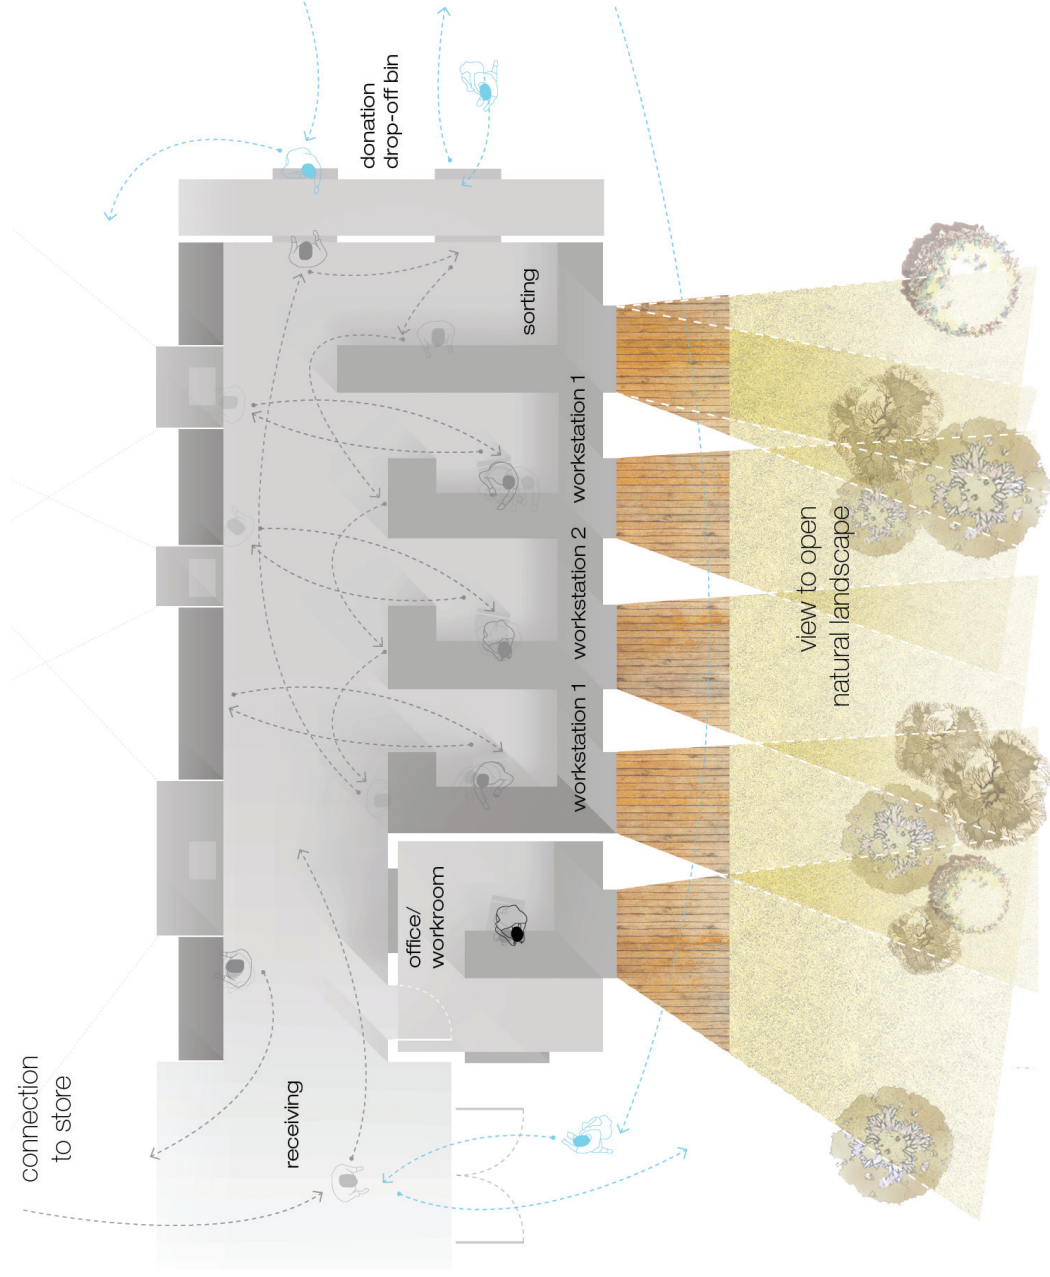 connection
to store
receiving
office/
workroom
workstation 1
workstation 2
workstation 1
sorting
donation
drop-off bin
view to open
natural landscape